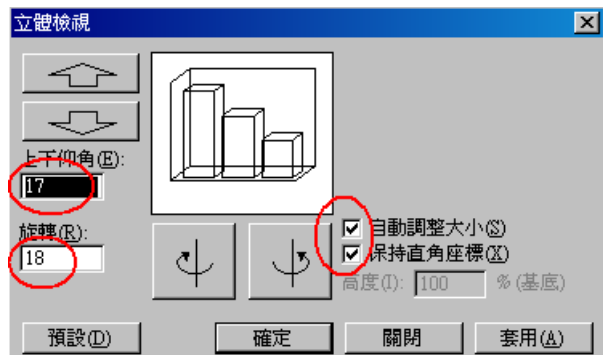 立體檢視
上下仰角(E):
17
旋轉(R):
18
自動調整大小(S)
保持直角座標(X)
高度(I): 100 % (基底)
預設(D) 確定 關閉 套用(A)